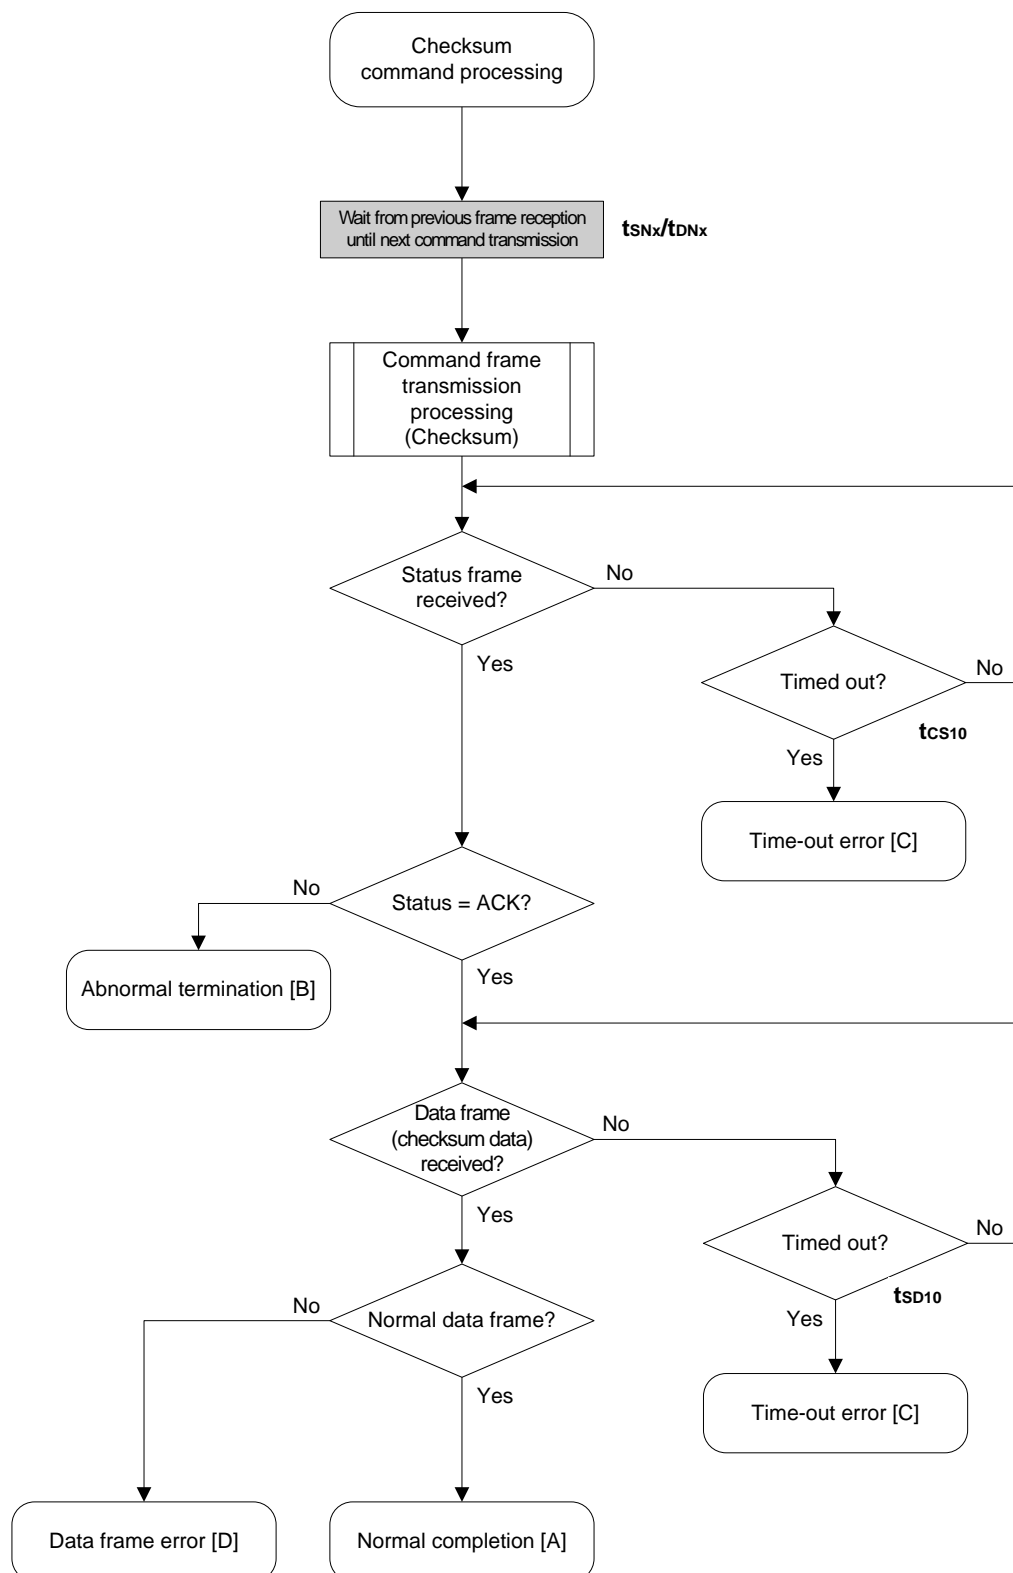 Checksum
command processing
Wait from previous frame reception
until next command transmission
tSNx/tDNx
Command frame
transmission
processing
(Checksum)
Status frame
received?
No
Yes
Timed out?
No
tCS10
Yes
Time-out error [C]
No
Status = ACK?
Abnormal termination [B]
Yes
Data frame
(checksum data)
received?
No
Yes
Timed out?
No
tSD10
Yes
No
Normal data frame?
Yes
Time-out error [C]
Data frame error [D]
Normal completion [A]